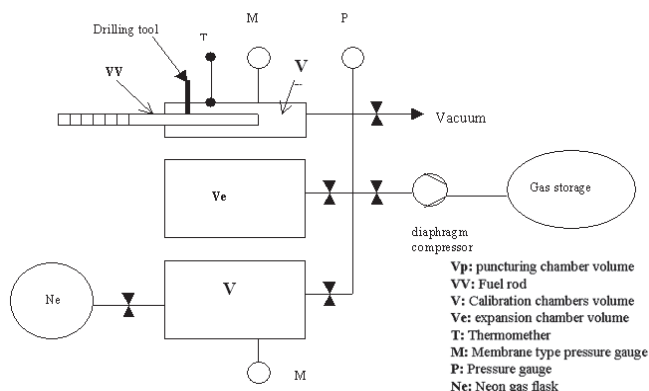 M
P
Drilling tool
T
VV
V
Vacuum
Ve
Gas storage
diaphragm
compressor
Ne
V
M
Vp: puncturing chamber volume
VV: Fuel rod
V: Calibration chambers volume
Ve: expansion chamber volume
T: Thermomether
M: Membrane type pressure gauge
P: Pressure gauge
Ne: Neon gas flask